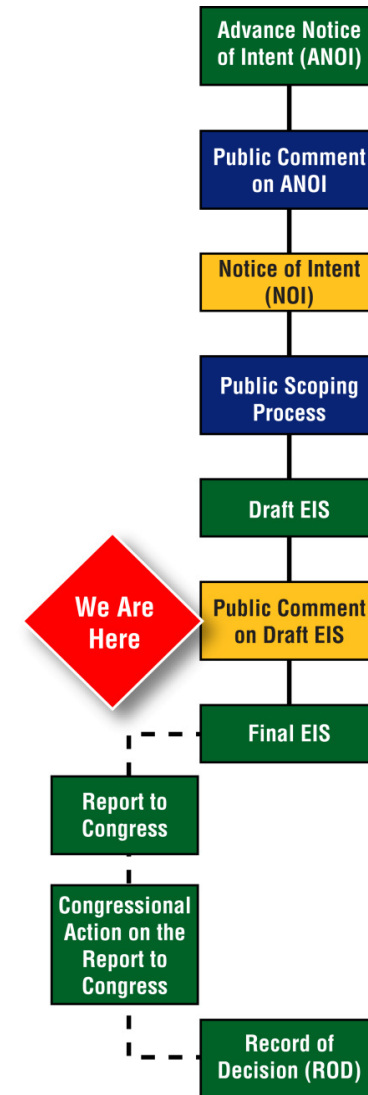 Advance Notice
of Intent (ANOI)
Public Comment
on ANOI
Notice of Intent
(NOI)
Public Scoping
Process
Draft EIS
We Are
Here
Public Comment
on Draft EIS
Final EIS
Report to
Congress
Congressional
Action on the
Report to
Congress
Record of
Decision (ROD)